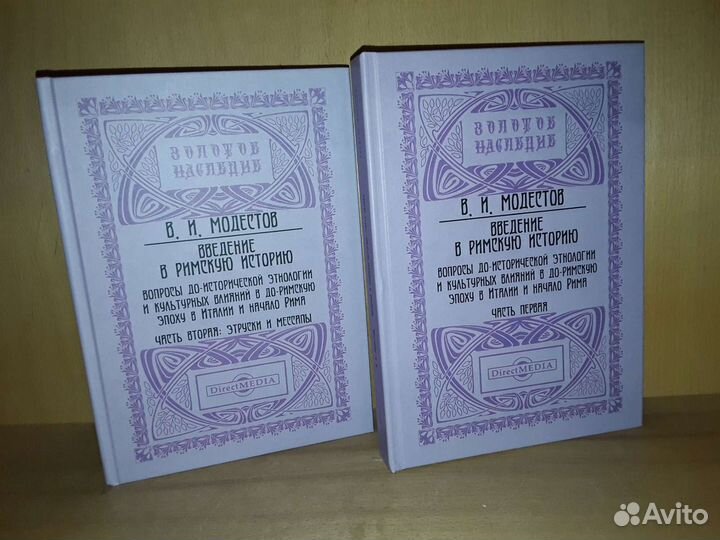 ЗОЛОТОЕ
НАСЛЕДИЕ
В. И. МОДЕСТОВ
ВВЕДЕНИЕ
В РИМСКУЮ ИСТОРИЮ
ВОПРОСЫ ДО-ИСТОРИЧЕСКОЙ ЭТНОЛОГИИ
И КУЛЬТУРНЫХ ВЛИЯНИЙ В ДО-РИМСКУЮ
ЭПОХУ В ИТАЛИИ И НАЧАЛО РИМА
ЧАСТЬ ВТОРАЯ: ЭТРУСКИ И МЕССАПЫ
DirectMEDIA
ЗОЛОТОЕ
НАСЛЕДИЕ
В. И. МОДЕСТОВ
ВВЕДЕНИЕ
В РИМСКУЮ ИСТОРИЮ
ВОПРОСЫ ДО-ИСТОРИЧЕСКОЙ ЭТНОЛОГИИ
И КУЛЬТУРНЫХ ВЛИЯНИЙ В ДО-РИМСКУЮ
ЭПОХУ В ИТАЛИИ И НАЧАЛО РИМА
ЧАСТЬ ПЕРВАЯ
DirectMEDIA
Avito